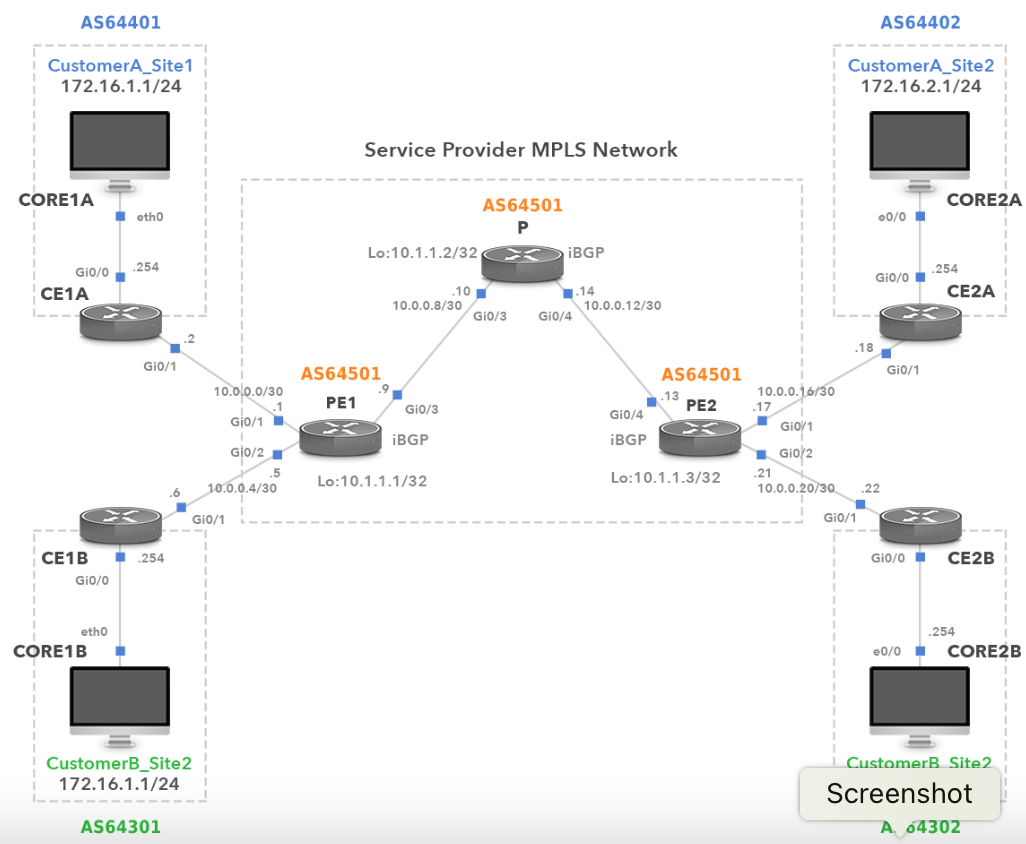 AS64401
AS64402
CustomerA_Site1
172.16.1.1/24
CustomerA_Site2
172.16.2.1/24
Service Provider MPLS Network
CORE1A
eth0
CORE2A
e0/0
AS64501
P
Lo:10.1.1.2/32
iBGP
Gi0/0
.254
CE1A
Gi0/0
.254
CE2A
.10
10.0.0.8/30
Gi0/3
.14
10.0.0.12/30
Gi0/4
.2
Gi0/1
.18
Gi0/1
AS64501
PE1
AS64501
PE2
10.0.0.0/30
.1
Gi0/1
.9
Gi0/3
.13
Gi0/4
10.0.0.16/30
.17
Gi0/1
iBGP
iBGP
Gi0/2
.5
10.0.0.4/30
Lo:10.1.1.1/32
Lo:10.1.1.3/32
Gi0/2
.21
10.0.0.20/30
.6
Gi0/1
.22
Gi0/1
CE1B
.254
Gi0/0
Gi0/0
CE2B
eth0
CORE1B
.254
e0/0
CORE2B
CustomerB_Site2
172.16.1.1/24
CustomerB_Site2
Screenshot
AS64301